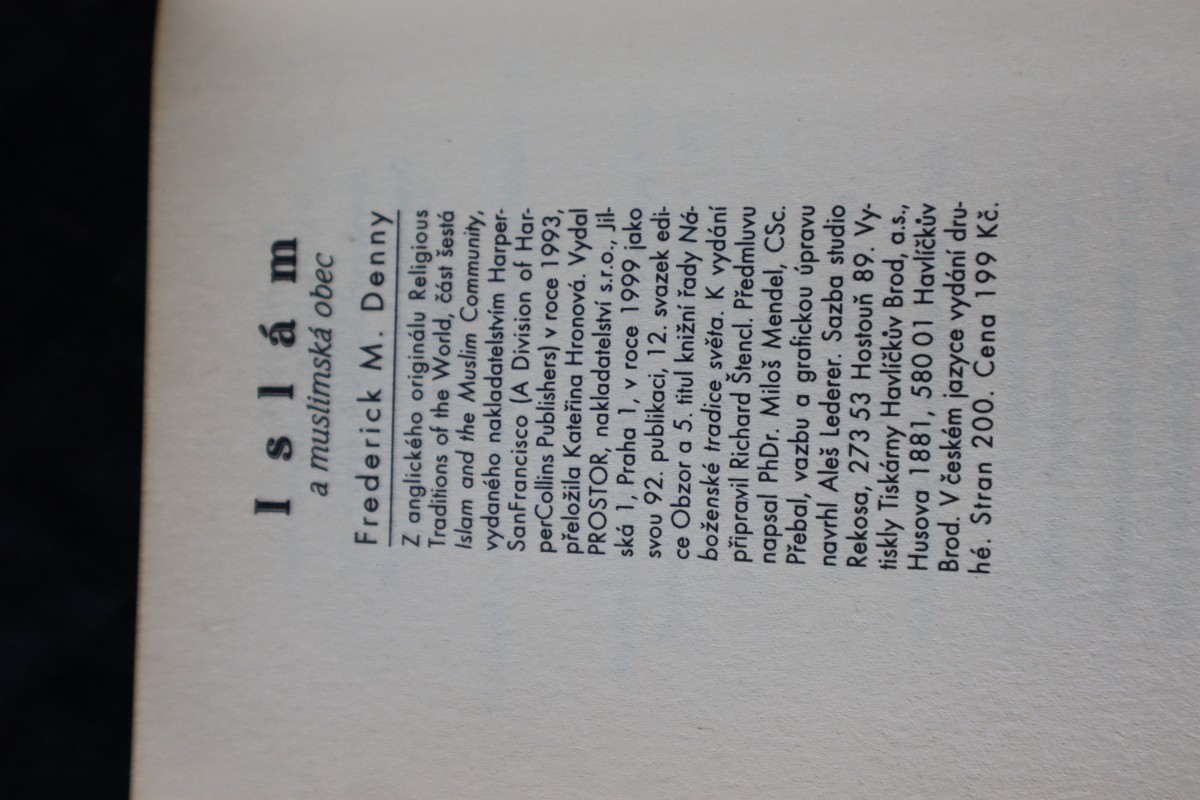 Islám
a muslimská obec
Frederick M. Denny
Z anglického originálu Religious
Traditions of the World, část šestá
Islam and the Muslim Community,
vydaného nakladatelstvím Harper-
SanFrancisco (A Division of Har-
perCollins Publishers) v roce 1993,
přeložila Kateřina Hronová. Vydal
PROSTOR, nakladatelství s.r.o., Jil-
ská 1, Praha 1, v roce 1999 jako
svou 92. publikaci, 12. svazek edi-
ce Obzor a 5. titul knižní řady Ná-
boženské tradice světa. K vydání
připravil Richard Štencl. Předmluvu
napsal PhDr. Miloš Mendel, CSc.
Přebal, vazbu a grafickou úpravu
navrhl Aleš Lederer. Sazba studio
Rekosa, 273 53 Hostouň 89. Vy-
tiskly Tiskárny Havlíčkův Brod, a.s.,
Husova 1881, 580 01 Havlíčkův
Brod. V českém jazyce vydání dru-
hé. Stran 200. Cena 199 Kč.